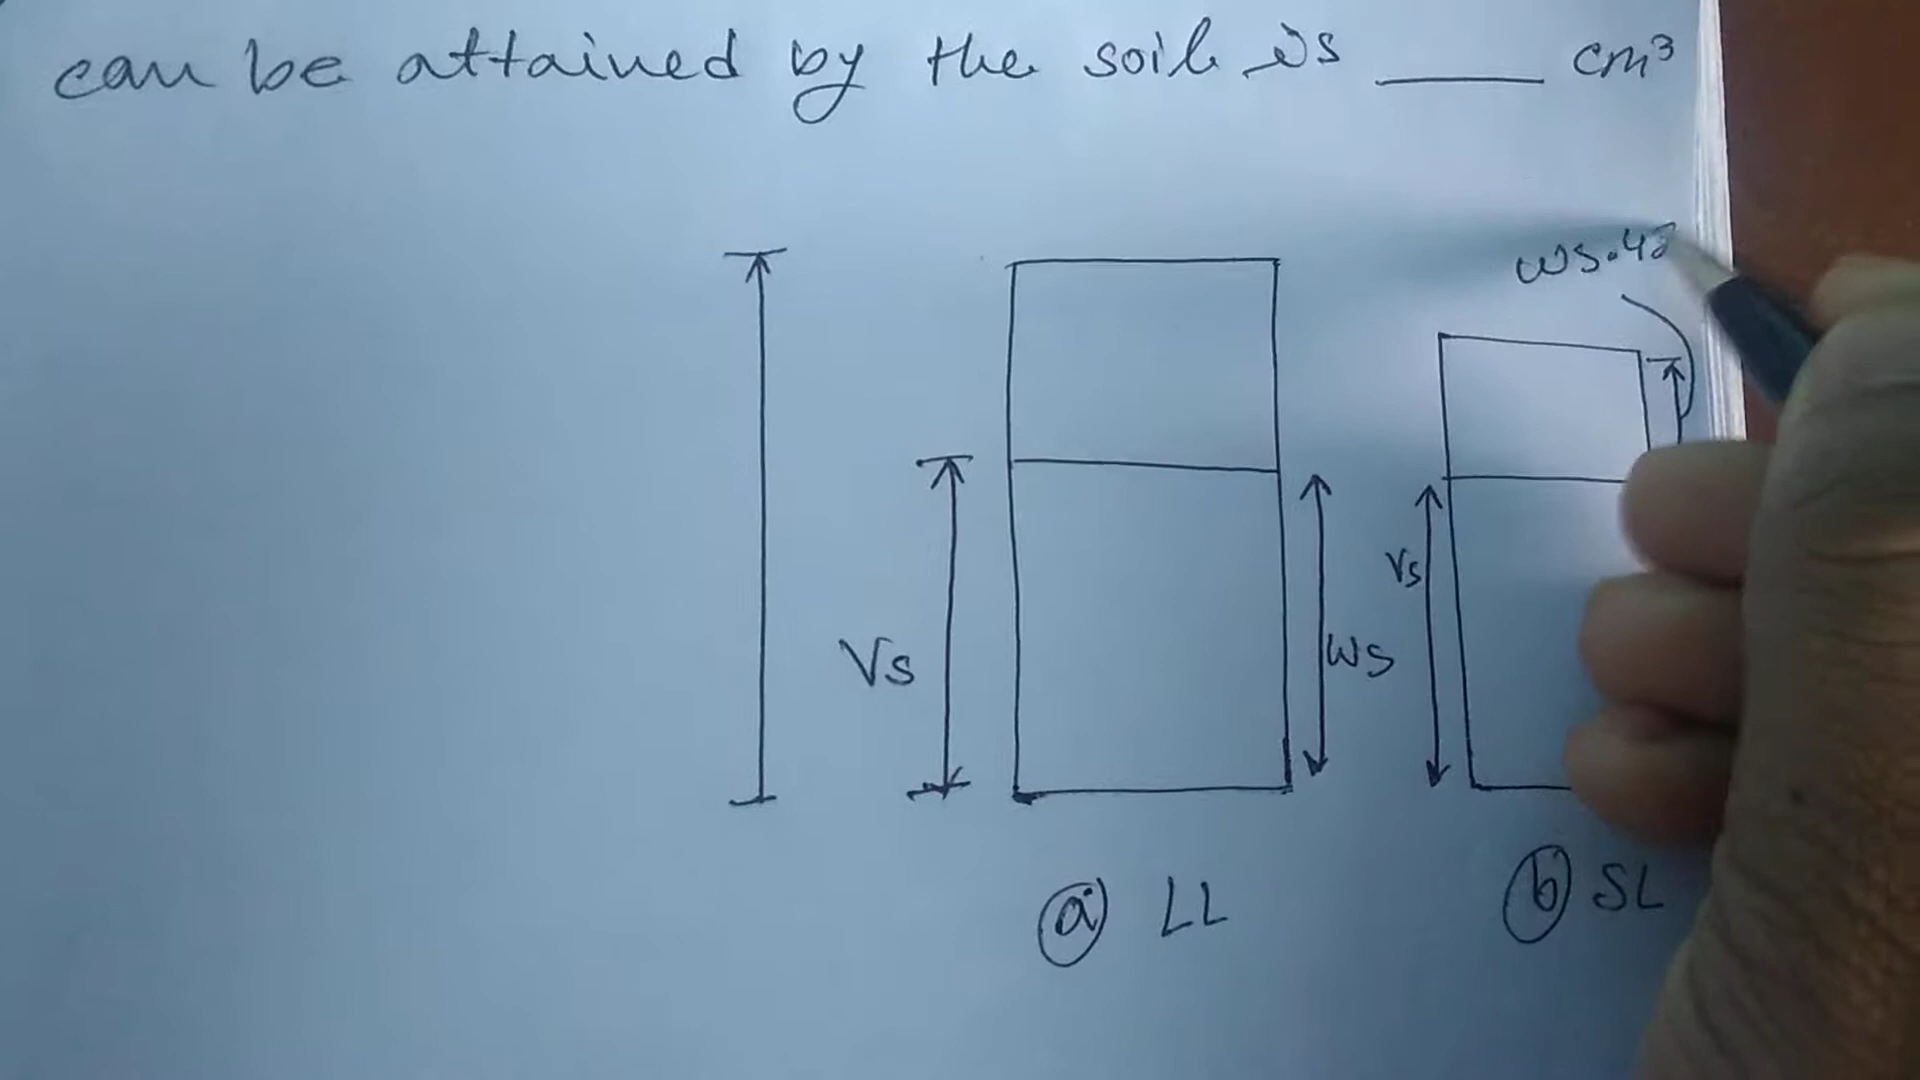 can be attained by the soil is ____ cm³
Vs
Ws
Vs
ⓐ LL
ⓑ SL